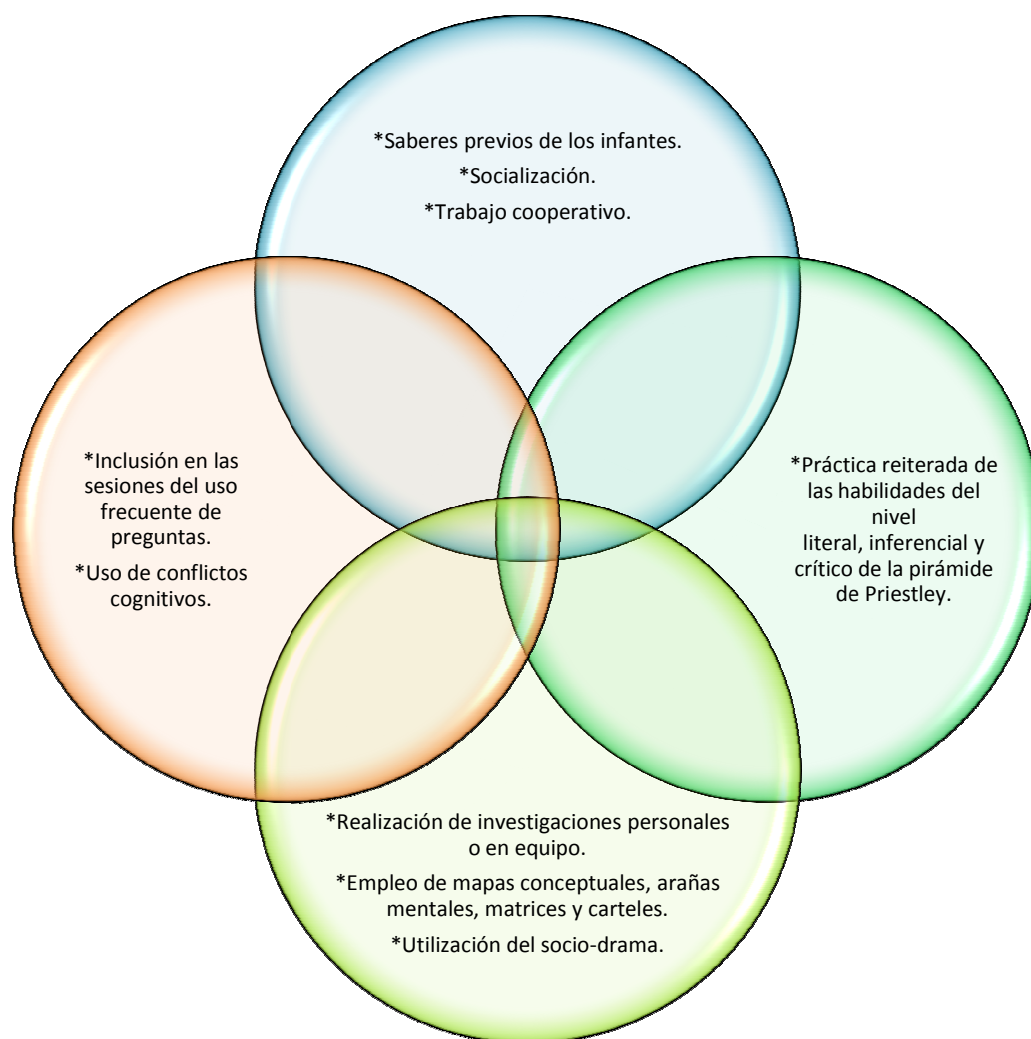 *Saberes previos de los infantes.
*Socialización.
*Trabajo cooperativo.
*Inclusión en las
sesiones del uso
frecuente de
preguntas.
*Uso de conflictos
cognitivos.
*Práctica reiterada de
las habilidades del
nivel
literal, inferencial y
crítico de la pirámide
de Priestley.
*Realización de investigaciones personales
o en equipo.
*Empleo de mapas conceptuales, arañas
mentales, matrices y carteles.
*Utilización del socio-drama.